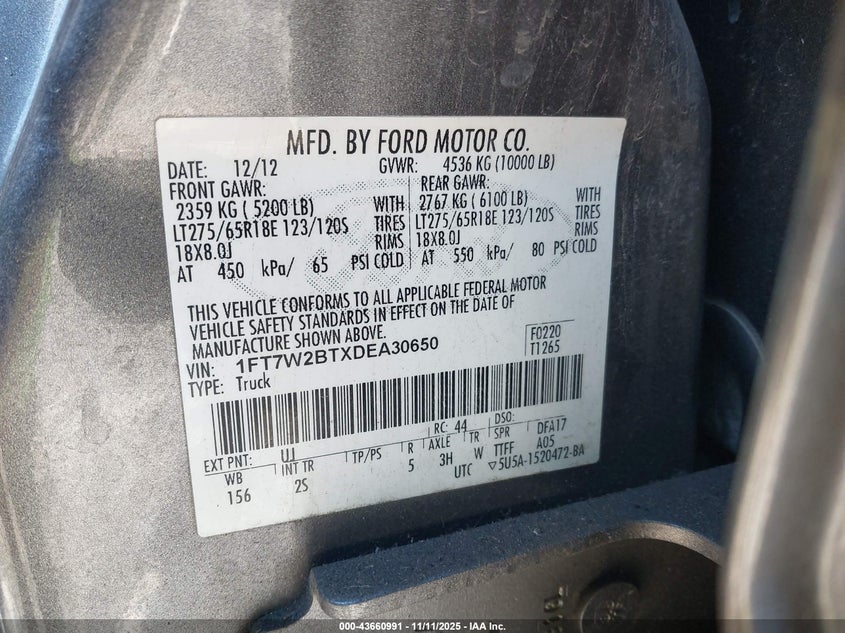 MFD. BY FORD MOTOR CO.
DATE: 12/12 GVWR: 4536 KG (10000 LB)
FRONT GAWR: REAR GAWR:
2359 KG ( 5200 LB) WITH 2767 KG ( 6100 LB) WITH
LT275/65R18E 123/120S TIRES LT275/65R18E 123/120S TIRES
18X8.0J RIMS 18X8.0J RIMS
AT 450 kPa/ 65 PSI COLD AT 550 kPa/ 80 PSI COLD
THIS VEHICLE CONFORMS TO ALL APPLICABLE FEDERAL MOTOR
VEHICLE SAFETY STANDARDS IN EFFECT ON THE DATE OF
MANUFACTURE SHOWN ABOVE.
VIN: 1FT7W2BTXDEA30650
F0220
T1265
TYPE: Truck
RC: 44 DSO:
EXT PNT: UJ
WB INT TR TP/PS R AXLE TR SPR DFA17
156 2S 5 3H W TTFF A05
UTC ▽5U5A-1520472-BA
000-43660991 - 11/11/2025 - IAA Inc.